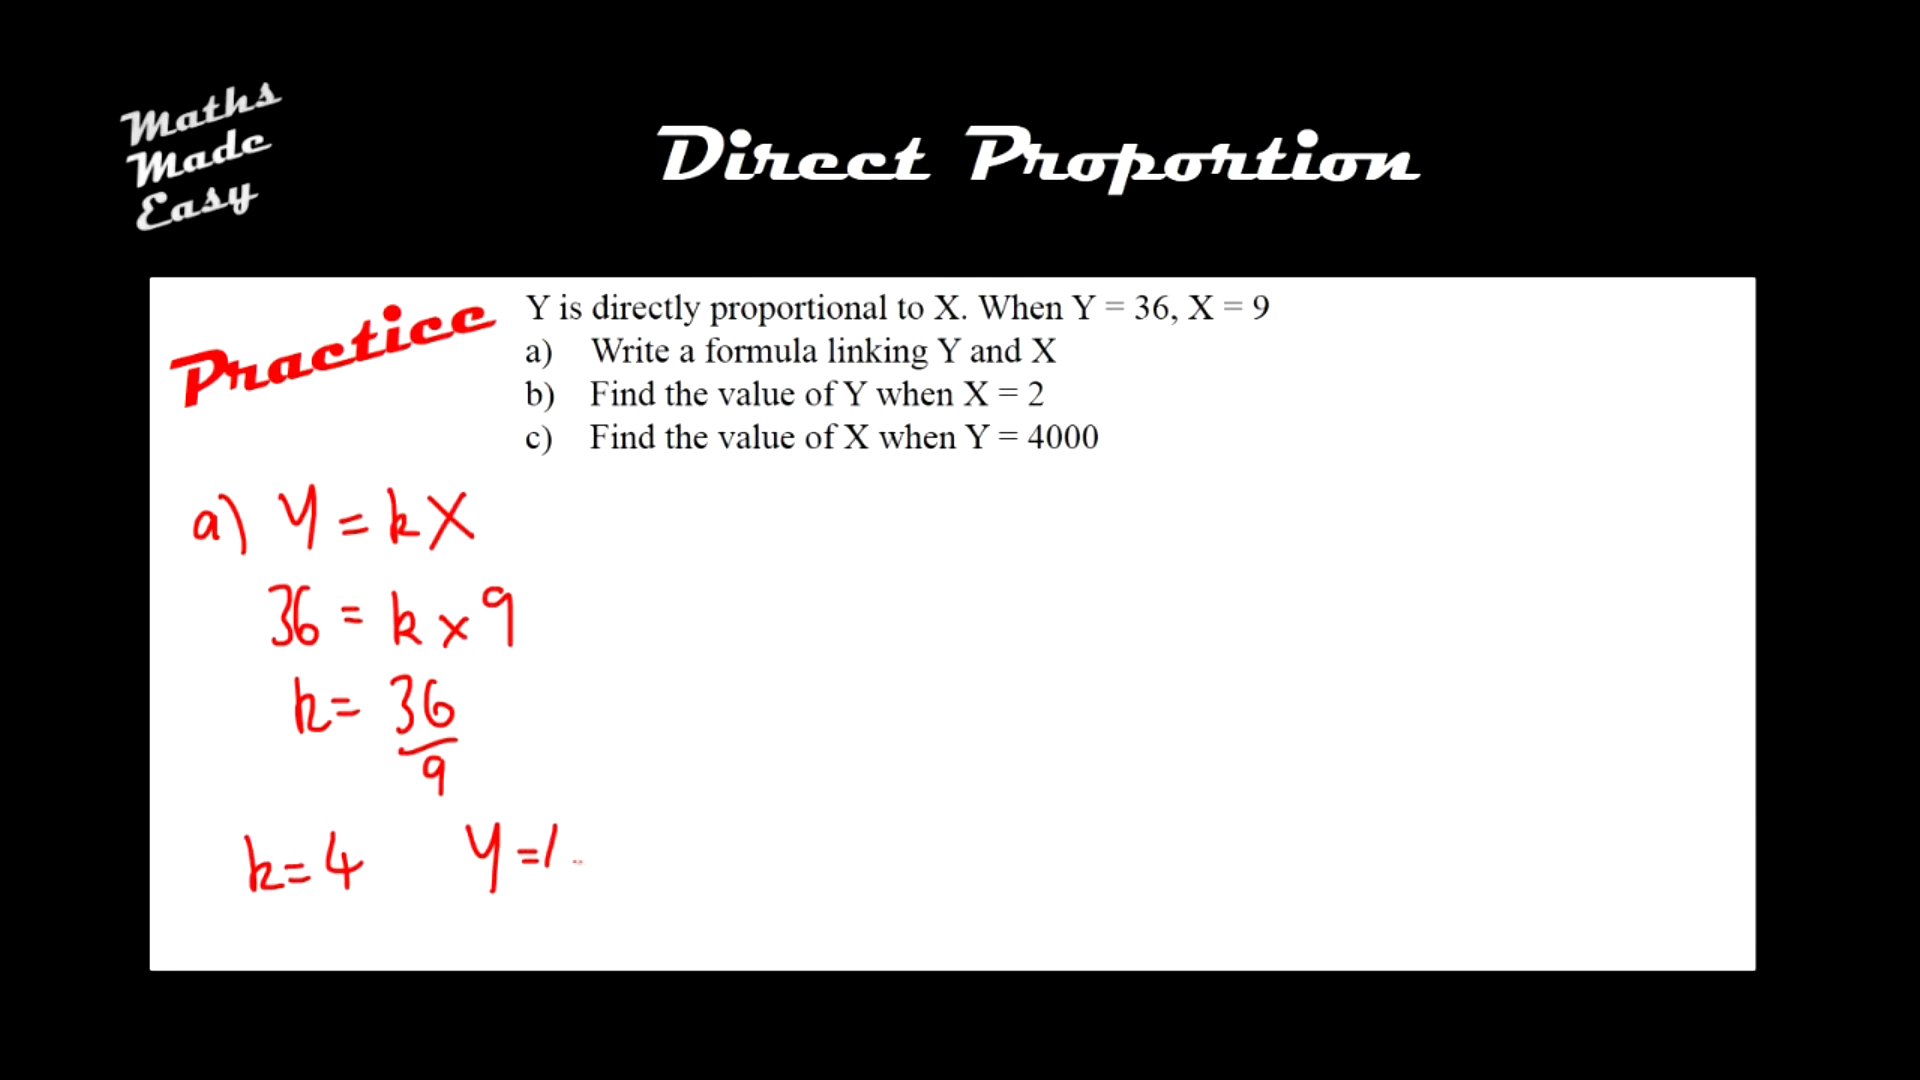 Maths
Made
Easy
Direct Proportion
Practice
Y is directly proportional to X. When Y = 36, X = 9
a) Write a formula linking Y and X
b) Find the value of Y when X = 2
c) Find the value of X when Y = 4000
a) Y = kX
36 = k × 9
k = 36
9
k = 4
Y =